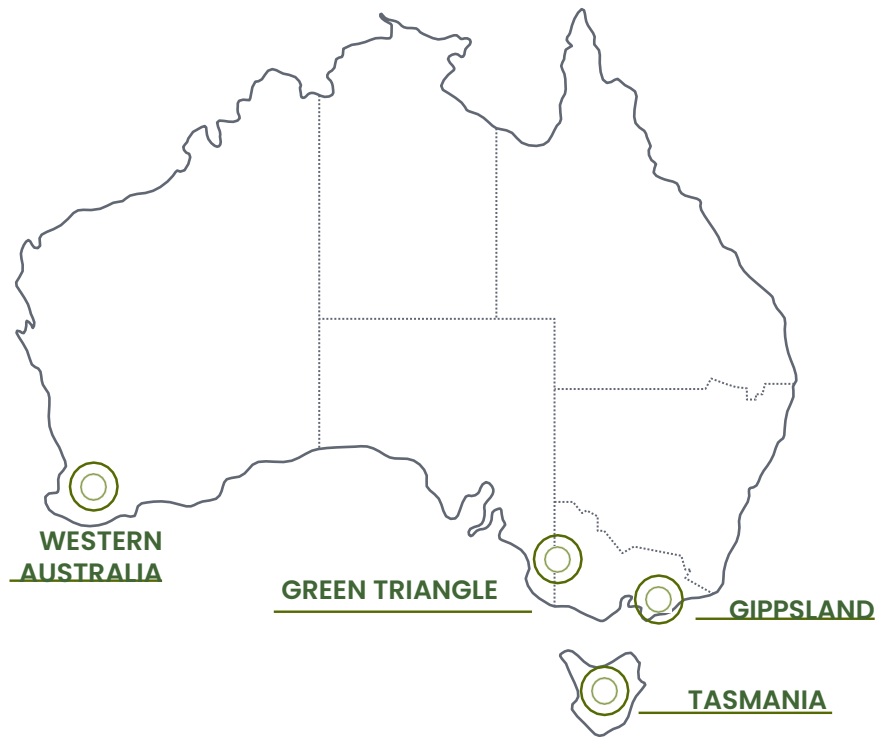 WESTERN
AUSTRALIA
GREEN TRIANGLE
GIPPSLAND
TASMANIA